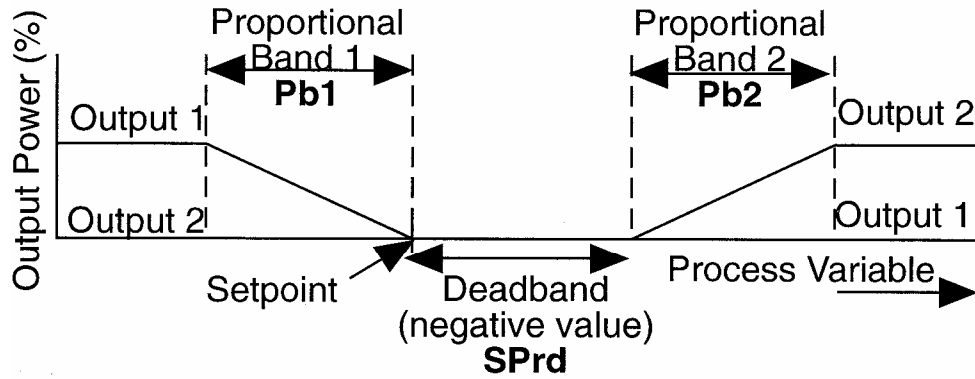 Output Power (%)
Proportional
Band 1
Pb1
Proportional
Band 2
Pb2
Output 1
Output 2
Output 2
Output 1
Setpoint
Deadband
(negative value)
SPrd
Process Variable